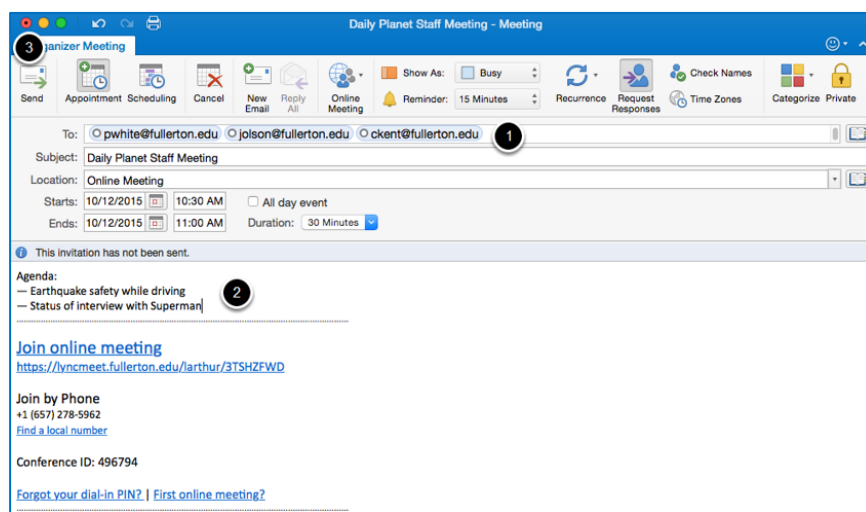 Daily Planet Staff Meeting - Meeting
3
ganizer Meeting
Send
Appointment
Scheduling
Cancel
New Email
Reply All
Online Meeting
Show As:
Busy
Reminder:
15 Minutes
Recurrence
Request Responses
Check Names
Time Zones
Categorize
Private
To: pwhite@fullerton.edu jolson@fullerton.edu ckent@fullerton.edu 1
Subject: Daily Planet Staff Meeting
Location: Online Meeting
Starts: 10/12/2015 10:30 AM All day event
Ends: 10/12/2015 11:00 AM Duration: 30 Minutes
This invitation has not been sent.
Agenda:
— Earthquake safety while driving
— Status of interview with Superman
2
Join online meeting
https://lyncmeet.fullerton.edu/larthur/3TSHZFWD
Join by Phone
+1 (657) 278-5962
Find a local number
Conference ID: 496794
Forgot your dial-in PIN? | First online meeting?